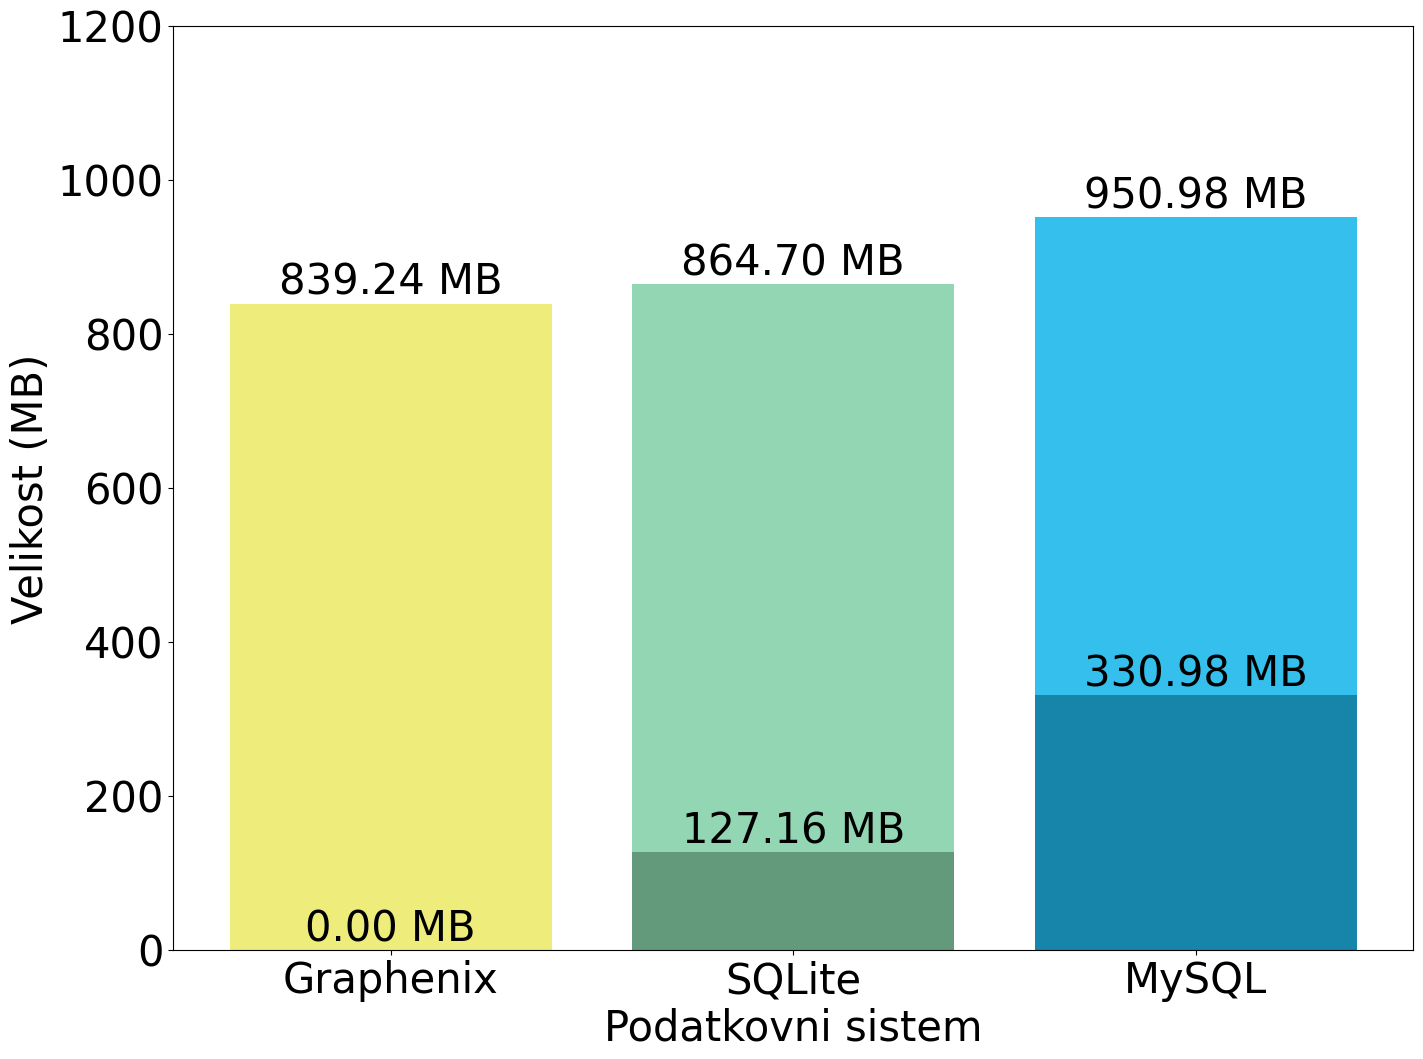 1200
1000
800
600
400
200
0
Velikost (MB)
839.24 MB
864.70 MB
950.98 MB
0.00 MB
127.16 MB
330.98 MB
Graphenix
SQLite
MySQL
Podatkovni sistem